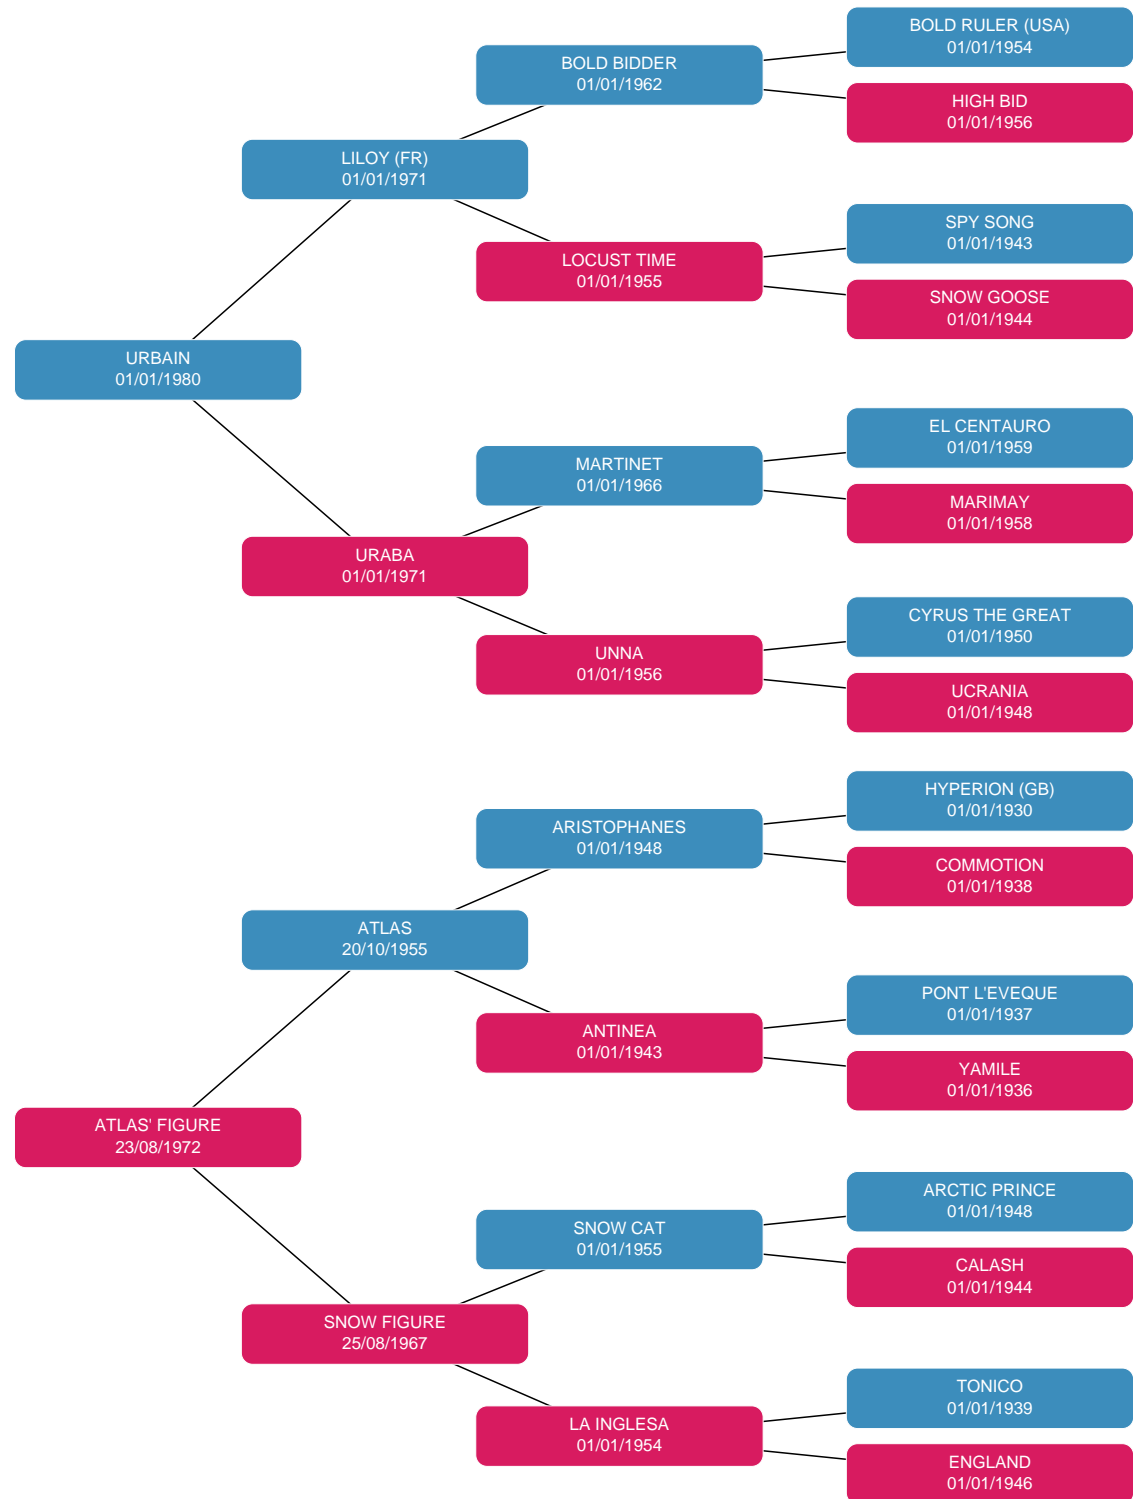 BOLD RULER (USA)
01/01/1954
BOLD BIDDER
01/01/1962
HIGH BID
01/01/1956
LILOY (FR)
01/01/1971
SPY SONG
01/01/1943
LOCUST TIME
01/01/1955
SNOW GOOSE
01/01/1944
URBAIN
01/01/1980
EL CENTAURO
01/01/1959
MARTINET
01/01/1966
MARIMAY
01/01/1958
URABA
01/01/1971
CYRUS THE GREAT
01/01/1950
UNNA
01/01/1956
UCRANIA
01/01/1948
HYPERION (GB)
01/01/1930
ARISTOPHANES
01/01/1948
COMMOTION
01/01/1938
ATLAS
20/10/1955
PONT L'EVEQUE
01/01/1937
ANTINEA
01/01/1943
YAMILE
01/01/1936
ATLAS' FIGURE
23/08/1972
ARCTIC PRINCE
01/01/1948
SNOW CAT
01/01/1955
CALASH
01/01/1944
SNOW FIGURE
25/08/1967
TONICO
01/01/1939
LA INGLESA
01/01/1954
ENGLAND
01/01/1946